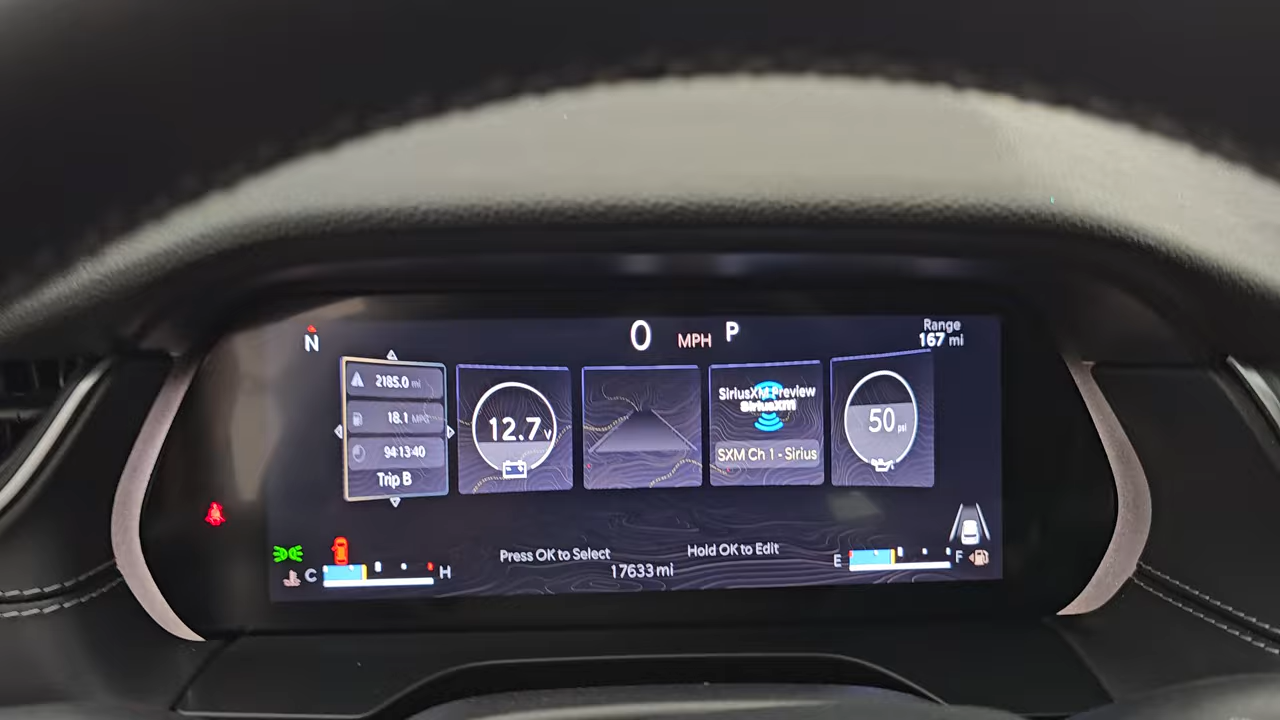 N
0 MPH P
Range
167 mi
2185.0 mi
18.1 MPG
94:13:40
Trip B
12.7 v
SiriusXM Preview
SiriusXM
SXM Ch 1 - Sirius
50 psi
Press OK to Select
Hold OK to Edit
17633 mi
C H
E F